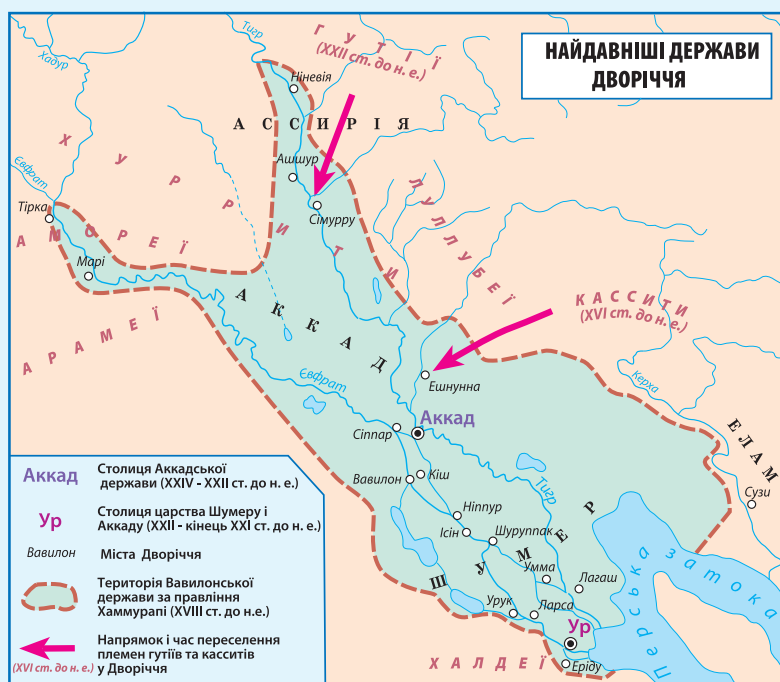 НАЙДАВНІШІ ДЕРЖАВИ
ДВОРІЧЧЯ
Хабур
Тигр
ГУТІЇ
(XXII ст. до н. е.)
Ніневія
АССИРІЯ
ХУРРИТИ
Ашшур
Сімурру
ЛУЛЛУБЕЇ
Євфрат
Тірка
АМОРЕЇ
Марі
АРАМЕЇ
АККАД
КАССИТИ
(XVI ст. до н. е.)
Євфрат
Ешнунна
Керха
Аккад
Сіппар
ЕЛАМ
Сузи
Вавилон
Кіш
Тигр
Ніппур
Ісін
Шуруппак
ШУМЕР
Умма
Лагаш
Урук
Ларса
Ур
Еріду
ХАЛДЕЇ
Перська затока
Аккад
Столиця Аккадської
держави (XXIV - XXII ст. до н. е.)
Ур
Столиця царства Шумеру і
Аккаду (XXII - кінець XXI ст. до н. е.)
Вавилон
Міста Дворіччя
Територія Вавилонської
держави за правління
Хаммурапі (XVIII ст. до н.е.)
(XVI ст. до н. е.)
Напрямок і час переселення
племен гутіїв та касситів
у Дворіччя